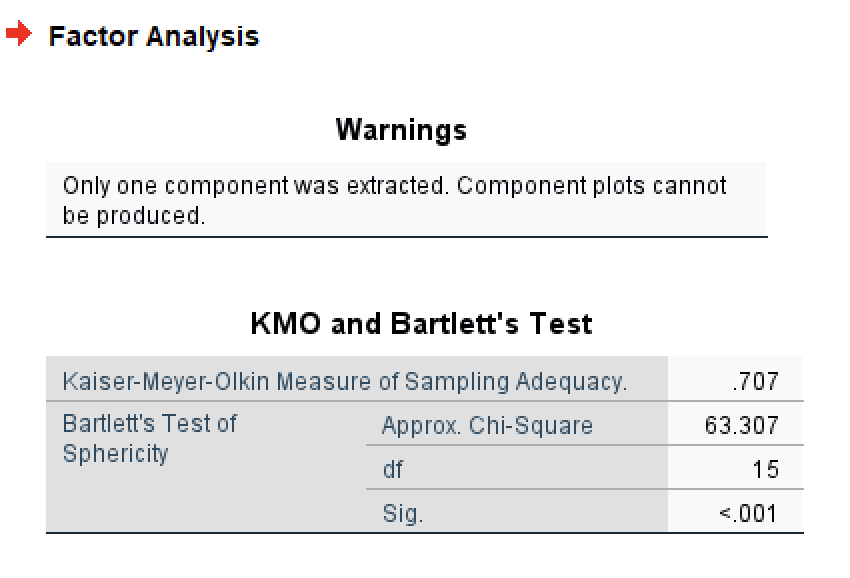 Factor Analysis
Warnings
Only one component was extracted. Component plots cannot
be produced.
KMO and Bartlett's Test
Kaiser-Meyer-Olkin Measure of Sampling Adequacy. .707
Bartlett's Test of Sphericity Approx. Chi-Square 63.307
df 15
Sig. <.001